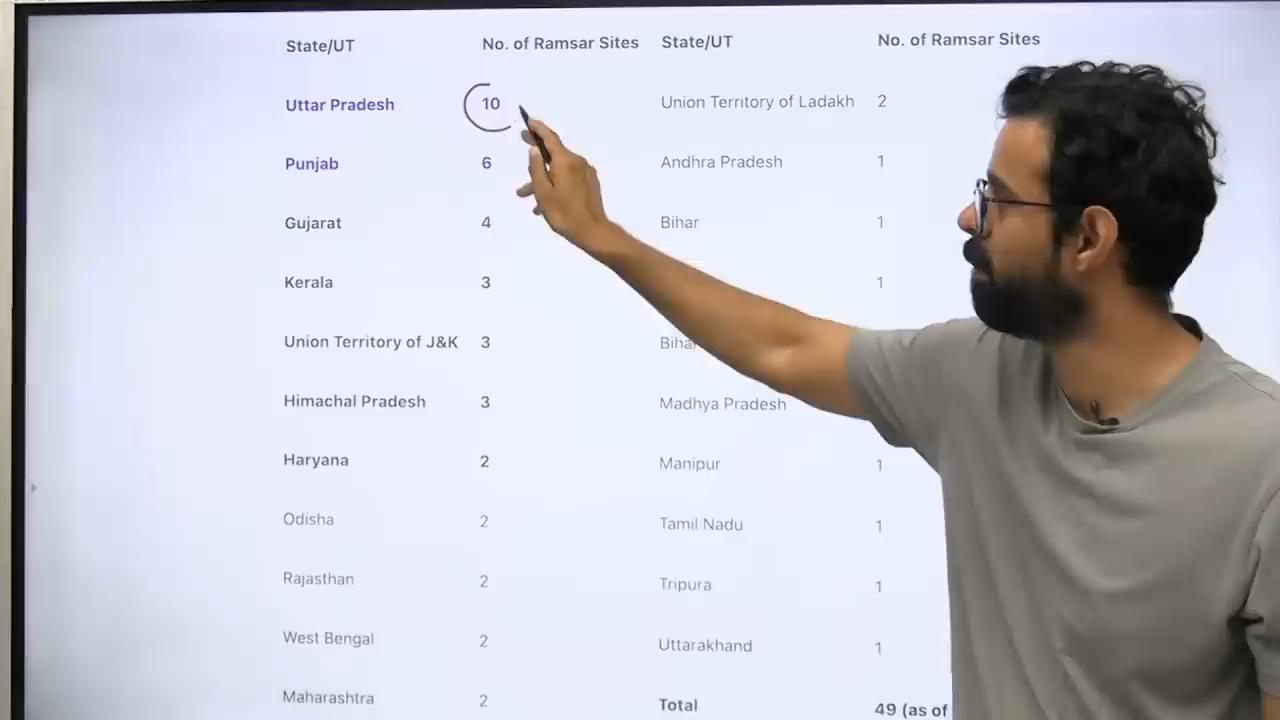 State/UT No. of Ramsar Sites State/UT No. of Ramsar Sites
Uttar Pradesh 10 Union Territory of Ladakh 2
Punjab 6 Andhra Pradesh 1
Gujarat 4 Bihar 1
Kerala 3 1
Union Territory of J&K 3 Bihar
Himachal Pradesh 3 Madhya Pradesh
Haryana 2 Manipur 1
Odisha 2 Tamil Nadu 1
Rajasthan 2 Tripura 1
West Bengal 2 Uttarakhand 1
Maharashtra 2 Total 49 (as of